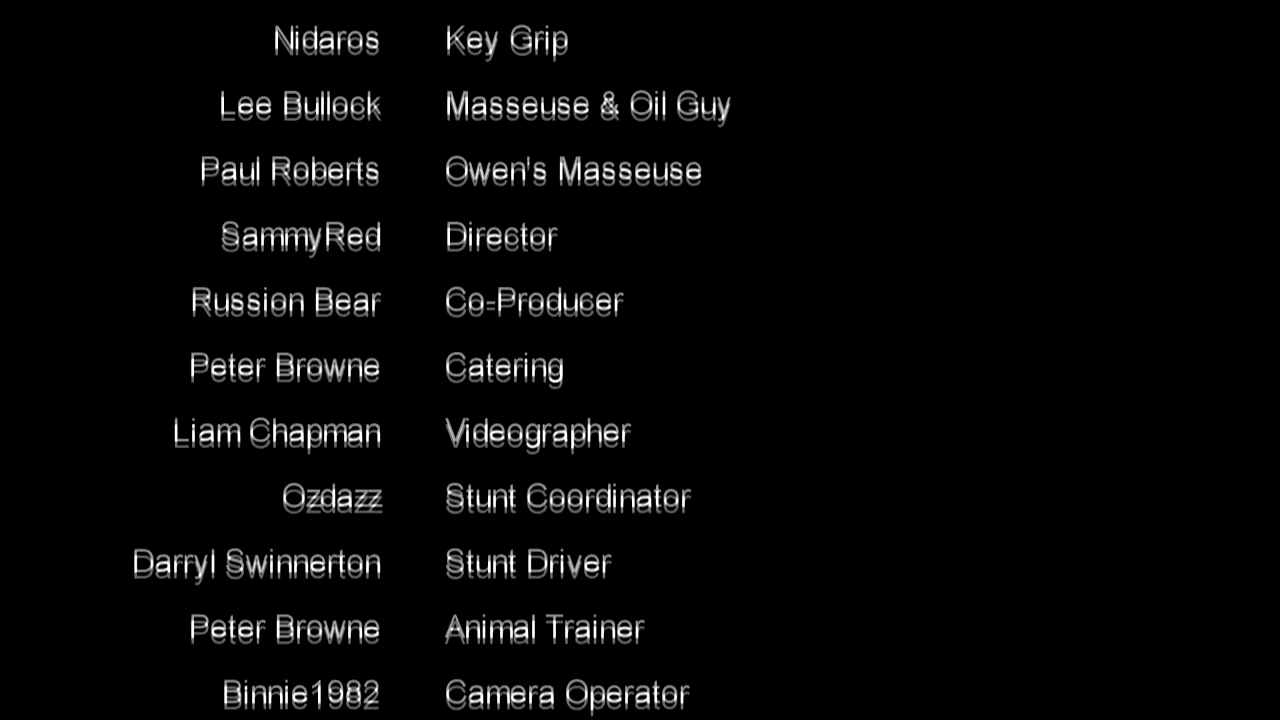 Nidaros Key Grip
Lee Bullock Masseuse & Oil Guy
Paul Roberts Owen's Masseuse
SammyRed Director
Russion Bear Co-Producer
Peter Browne Catering
Liam Chapman Videographer
Ozdazz Stunt Coordinator
Darryl Swinnerton Stunt Driver
Peter Browne Animal Trainer
Binnie1982 Camera Operator